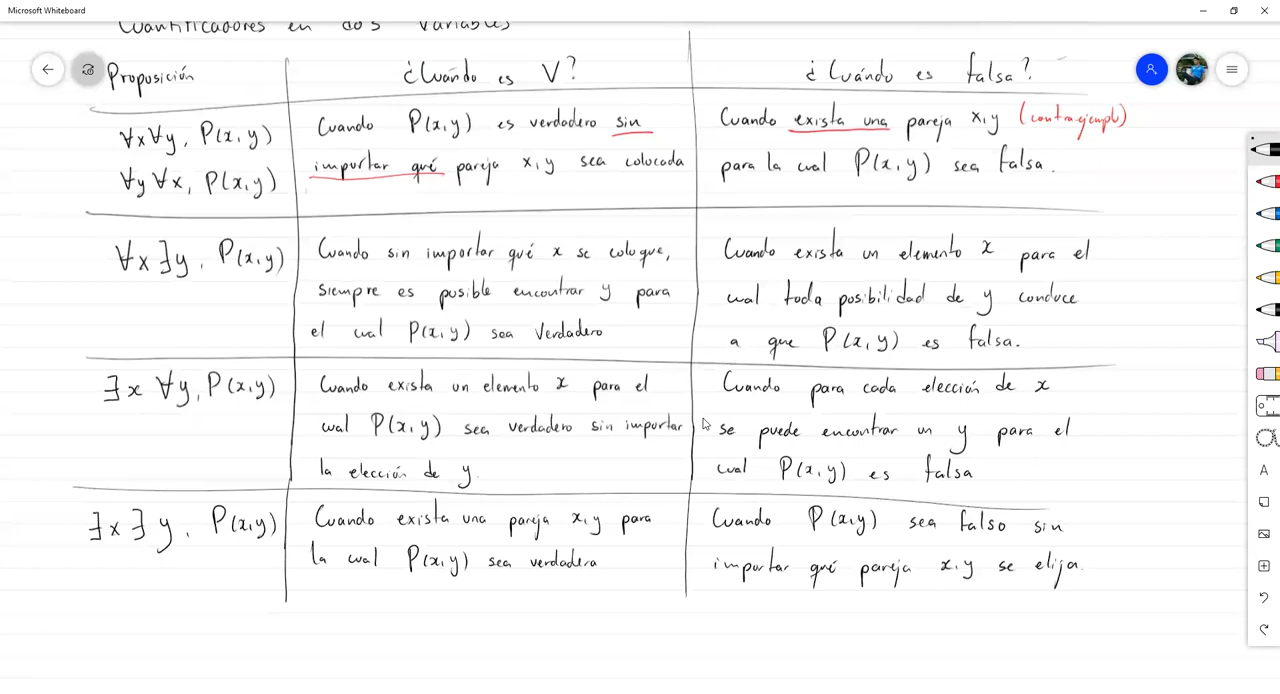 Microsoft Whiteboard
Cuantificadores en dos variables
Proposición
¿Cuándo es V?
¿Cuándo es falsa?
∀x∀y, P(x,y)
∀y ∀x, P(x,y)
Cuando P(x,y) es verdadero sin
importar qué pareja x,y sea colocada
Cuando exista una pareja x,y (contraejemplo)
para la cual P(x,y) sea falsa.
∀x∃y, P(x,y)
Cuando sin importar qué x se coloque,
siempre es posible encontrar y para
el cual P(x,y) sea Verdadero
Cuando exista un elemento x para el
cual toda posibilidad de y conduce
a que P(x,y) es falsa.
∃x ∀y, P(x,y)
Cuando exista un elemento x para el
cual P(x,y) sea verdadero sin importar
la elección de y.
Cuando para cada elección de x
se puede encontrar un y para el
cual P(x,y) es falsa
∃x∃y, P(x,y)
Cuando exista una pareja x,y para
la cual P(x,y) sea verdadera
Cuando P(x,y) sea falso sin
importar qué pareja x,y se elija.
A